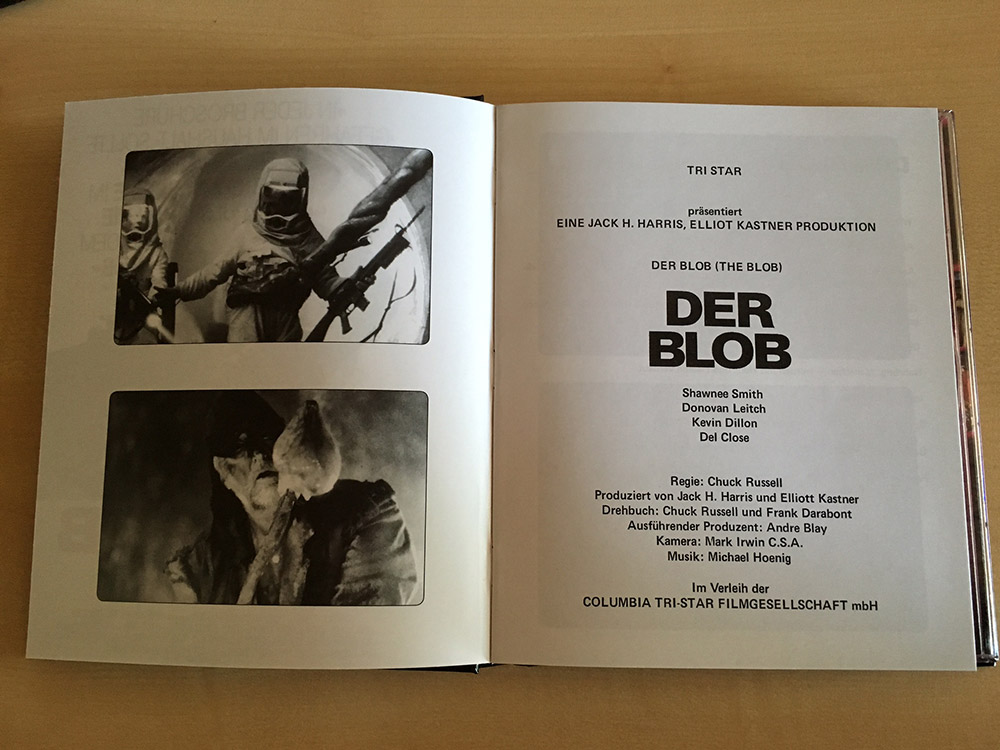 TRI STAR
präsentiert
EINE JACK H. HARRIS, ELLIOT KASTNER PRODUKTION
DER BLOB (THE BLOB)
DER
BLOB
Shawnee Smith
Donovan Leitch
Kevin Dillon
Del Close
Regie: Chuck Russell
Produziert von Jack H. Harris und Elliott Kastner
Drehbuch: Chuck Russell und Frank Darabont
Ausführender Produzent: Andre Blay
Kamera: Mark Irwin C.S.A.
Musik: Michael Hoenig
Im Verleih der
COLUMBIA TRI-STAR FILMGESELLSCHAFT mbH